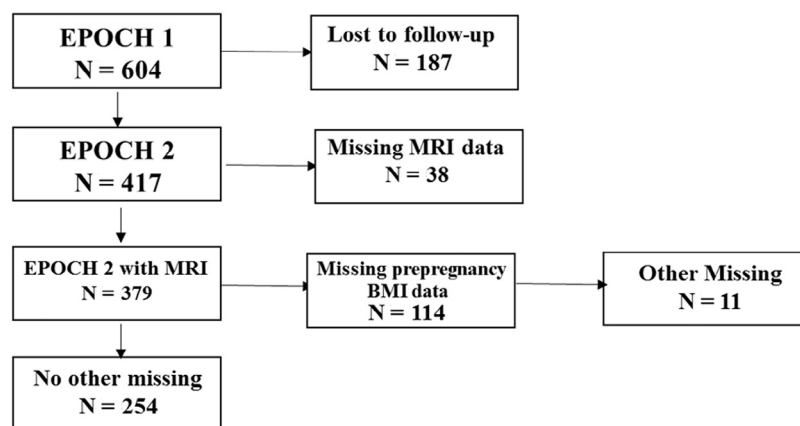 EPOCH 1
N = 604
Lost to follow-up
N = 187
EPOCH 2
N = 417
Missing MRI data
N = 38
EPOCH 2 with MRI
N = 379
Missing prepregnancy
BMI data
N = 114
Other Missing
N = 11
No other missing
N = 254